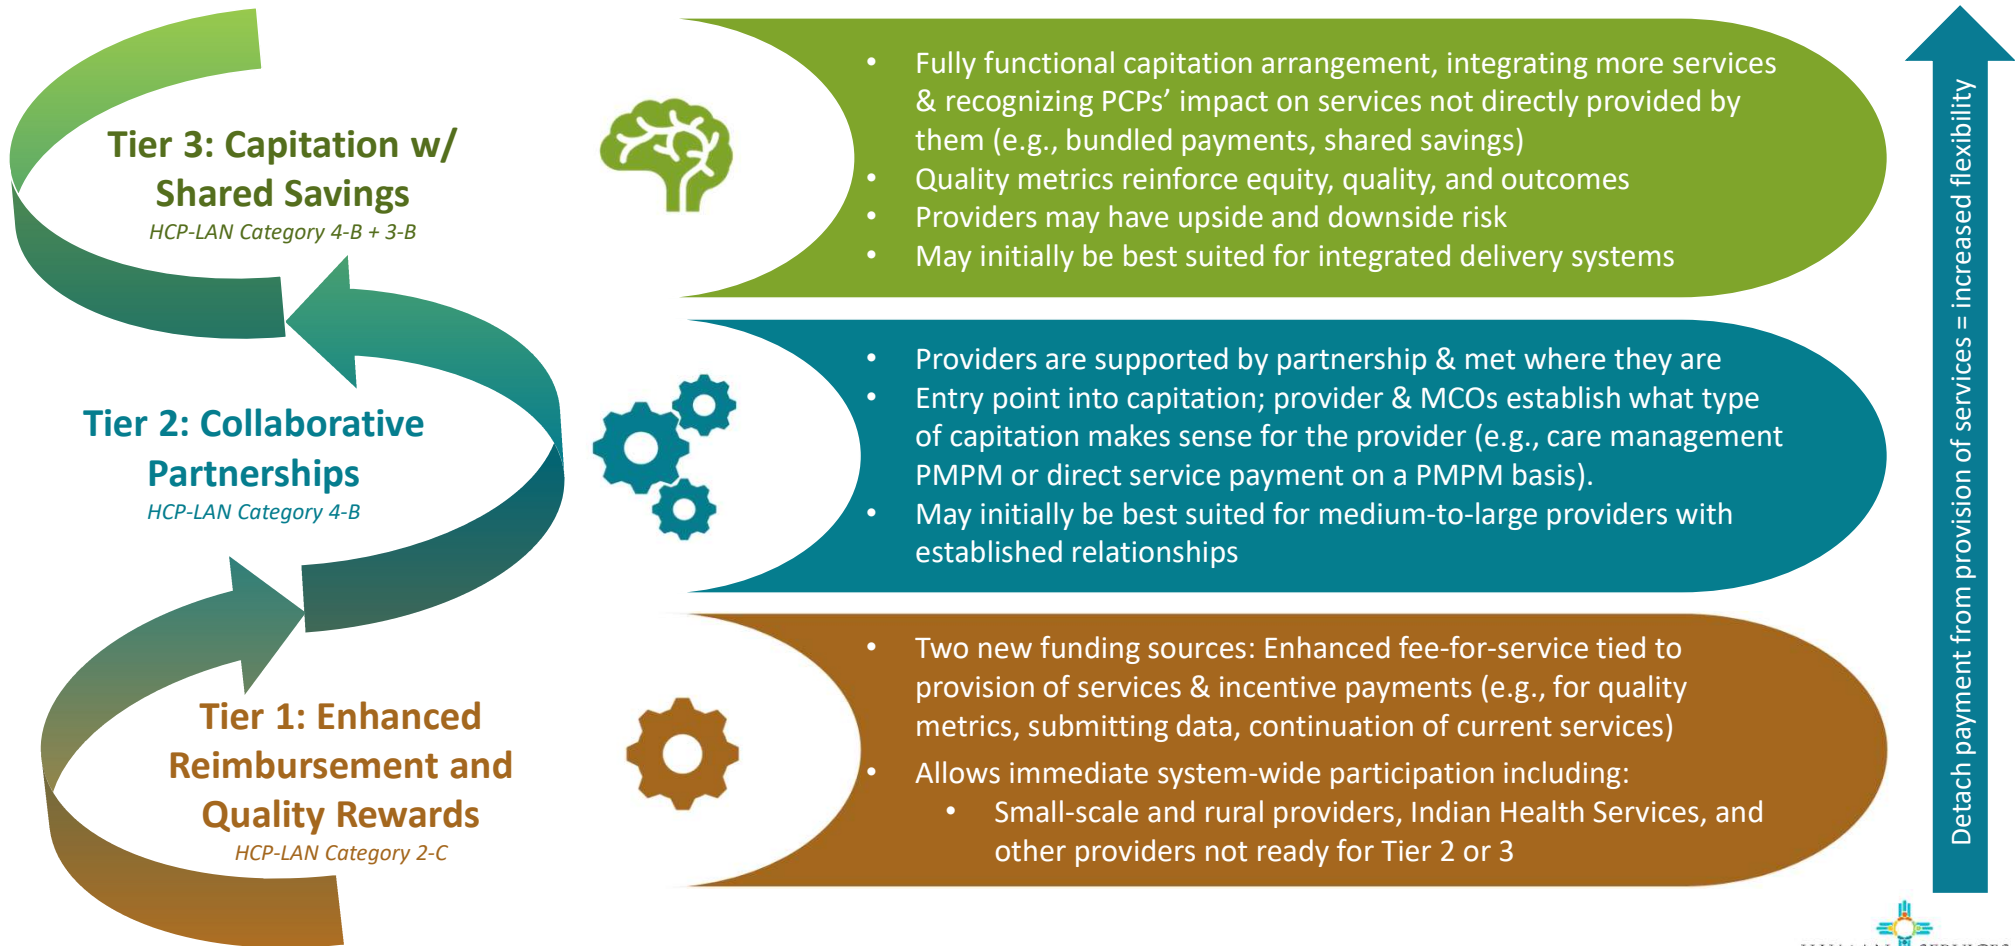 Tier 3: Capitation w/
Shared Savings
HCP-LAN Category 4-B + 3-B
• Fully functional capitation arrangement, integrating more services
& recognizing PCPs’ impact on services not directly provided by
them (e.g., bundled payments, shared savings)
• Quality metrics reinforce equity, quality, and outcomes
• Providers may have upside and downside risk
• May initially be best suited for integrated delivery systems
Tier 2: Collaborative
Partnerships
HCP-LAN Category 4-B
• Providers are supported by partnership & met where they are
• Entry point into capitation; provider & MCOs establish what type
of capitation makes sense for the provider (e.g., care management
PMPM or direct service payment on a PMPM basis).
• May initially be best suited for medium-to-large providers with
established relationships
Tier 1: Enhanced
Reimbursement and
Quality Rewards
HCP-LAN Category 2-C
• Two new funding sources: Enhanced fee-for-service tied to
provision of services & incentive payments (e.g., for quality
metrics, submitting data, continuation of current services)
• Allows immediate system-wide participation including:
• Small-scale and rural providers, Indian Health Services, and
other providers not ready for Tier 2 or 3
Detach payment from provision of services = increased flexibility